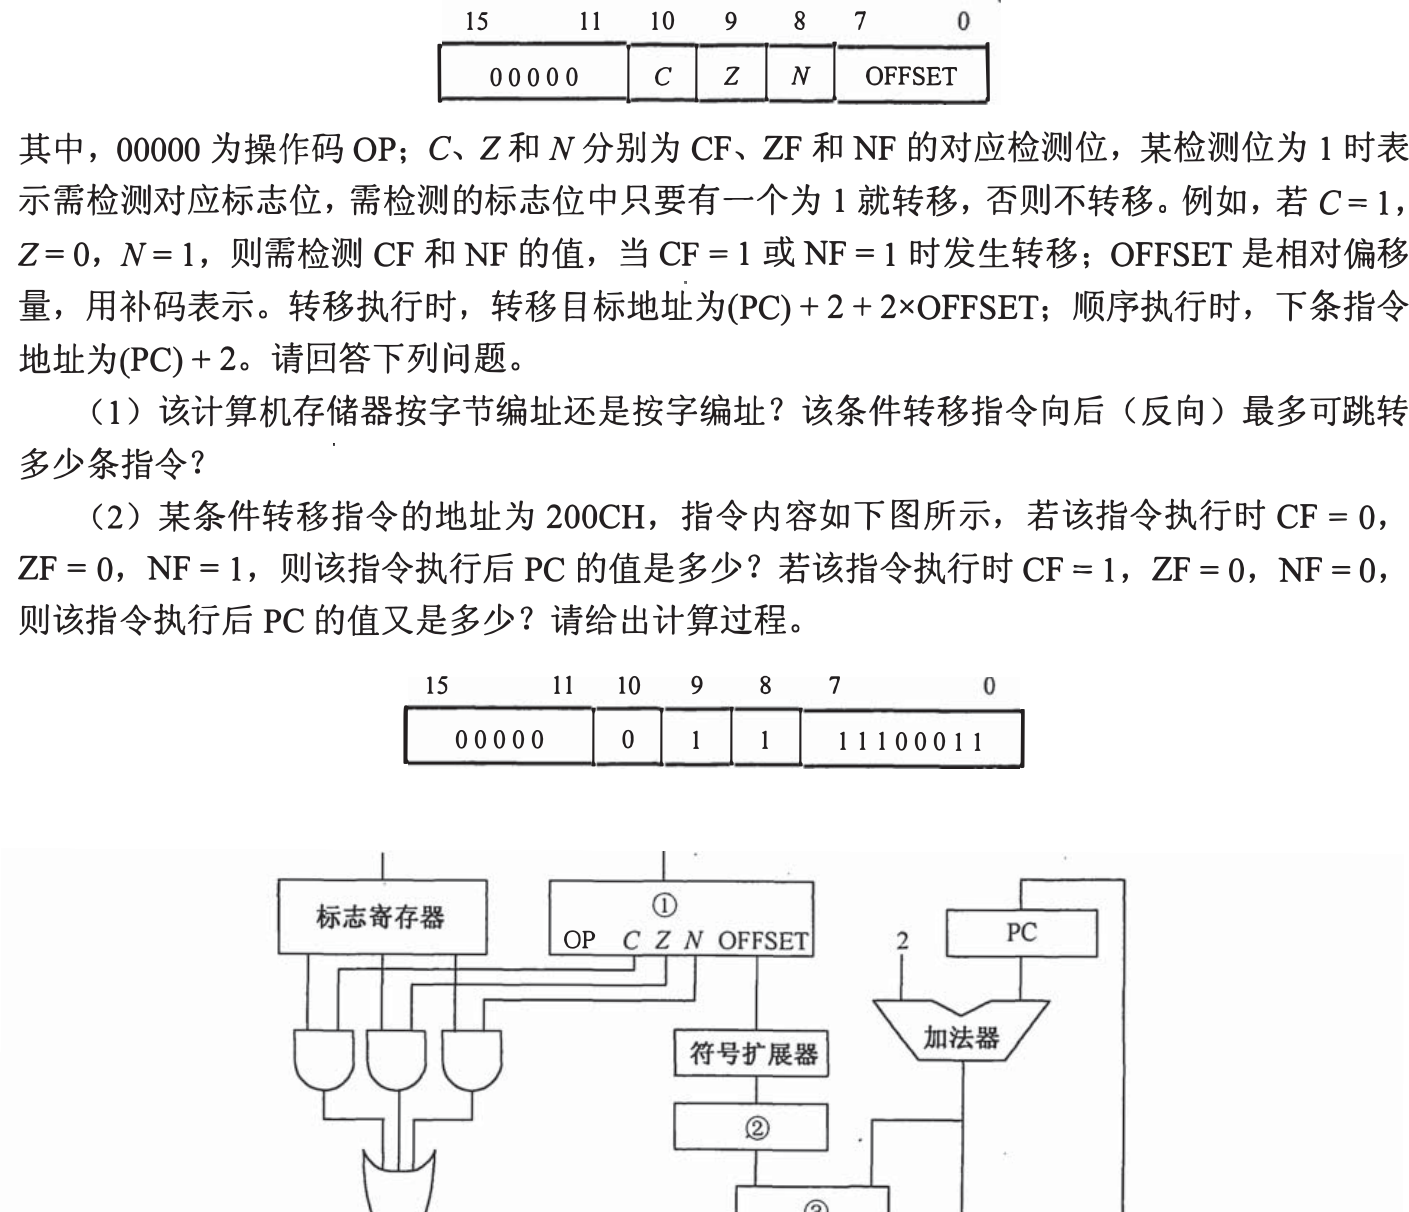 15 11 10 9 8 7 0
00000 C Z N OFFSET
其中，00000 为操作码 OP；C、Z 和 N 分别为 CF、ZF 和 NF 的对应检测位，某检测位为 1 时表
示需检测对应标志位，需检测的标志位中只要有一个为 1 就转移，否则不转移。例如，若 C = 1，
Z = 0，N = 1，则需检测 CF 和 NF 的值，当 CF = 1 或 NF = 1 时发生转移；OFFSET 是相对偏移
量，用补码表示。转移执行时，转移目标地址为(PC) + 2 + 2×OFFSET；顺序执行时，下条指令
地址为(PC) + 2。请回答下列问题。
（1）该计算机存储器按字节编址还是按字编址？该条件转移指令向后（反向）最多可跳转
多少条指令？
（2）某条件转移指令的地址为 200CH，指令内容如下图所示，若该指令执行时 CF = 0，
ZF = 0，NF = 1，则该指令执行后 PC 的值是多少？若该指令执行时 CF = 1，ZF = 0，NF = 0，
则该指令执行后 PC 的值又是多少？请给出计算过程。
15 11 10 9 8 7 0
00000 0 1 1 11100011
标志寄存器
①
OP C Z N OFFSET
2
PC
加法器
符号扩展器
②
③